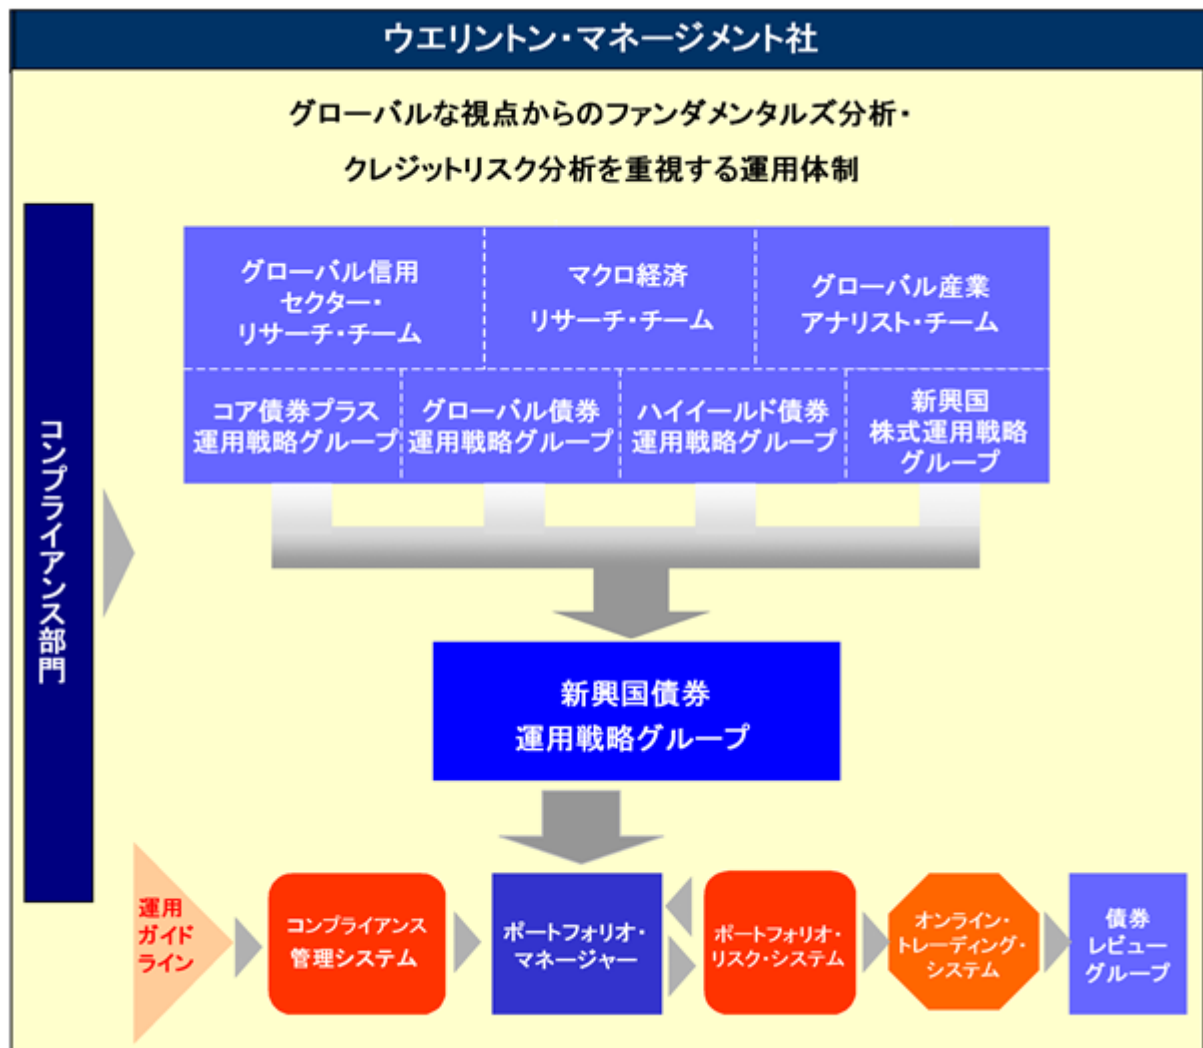 ウエリントン・マネージメント社
グローバルな視点からのファンダメンタルズ分析・
クレジットリスク分析を重視する運用体制
コンプライアンス部門
グローバル信用
セクター・
リサーチ・チーム
マクロ経済
リサーチ・チーム
グローバル産業
アナリスト・チーム
コア債券プラス
運用戦略グループ
グローバル債券
運用戦略グループ
ハイイールド債券
運用戦略グループ
新興国
株式運用戦略
グループ
新興国債券
運用戦略グループ
運用
ガイド
ライン
コンプライアンス
管理システム
ポートフォリオ・
マネージャー
ポートフォリオ・
リスク・システム
オンライン・
トレーディング・
システム
債券
レビュー
グループ